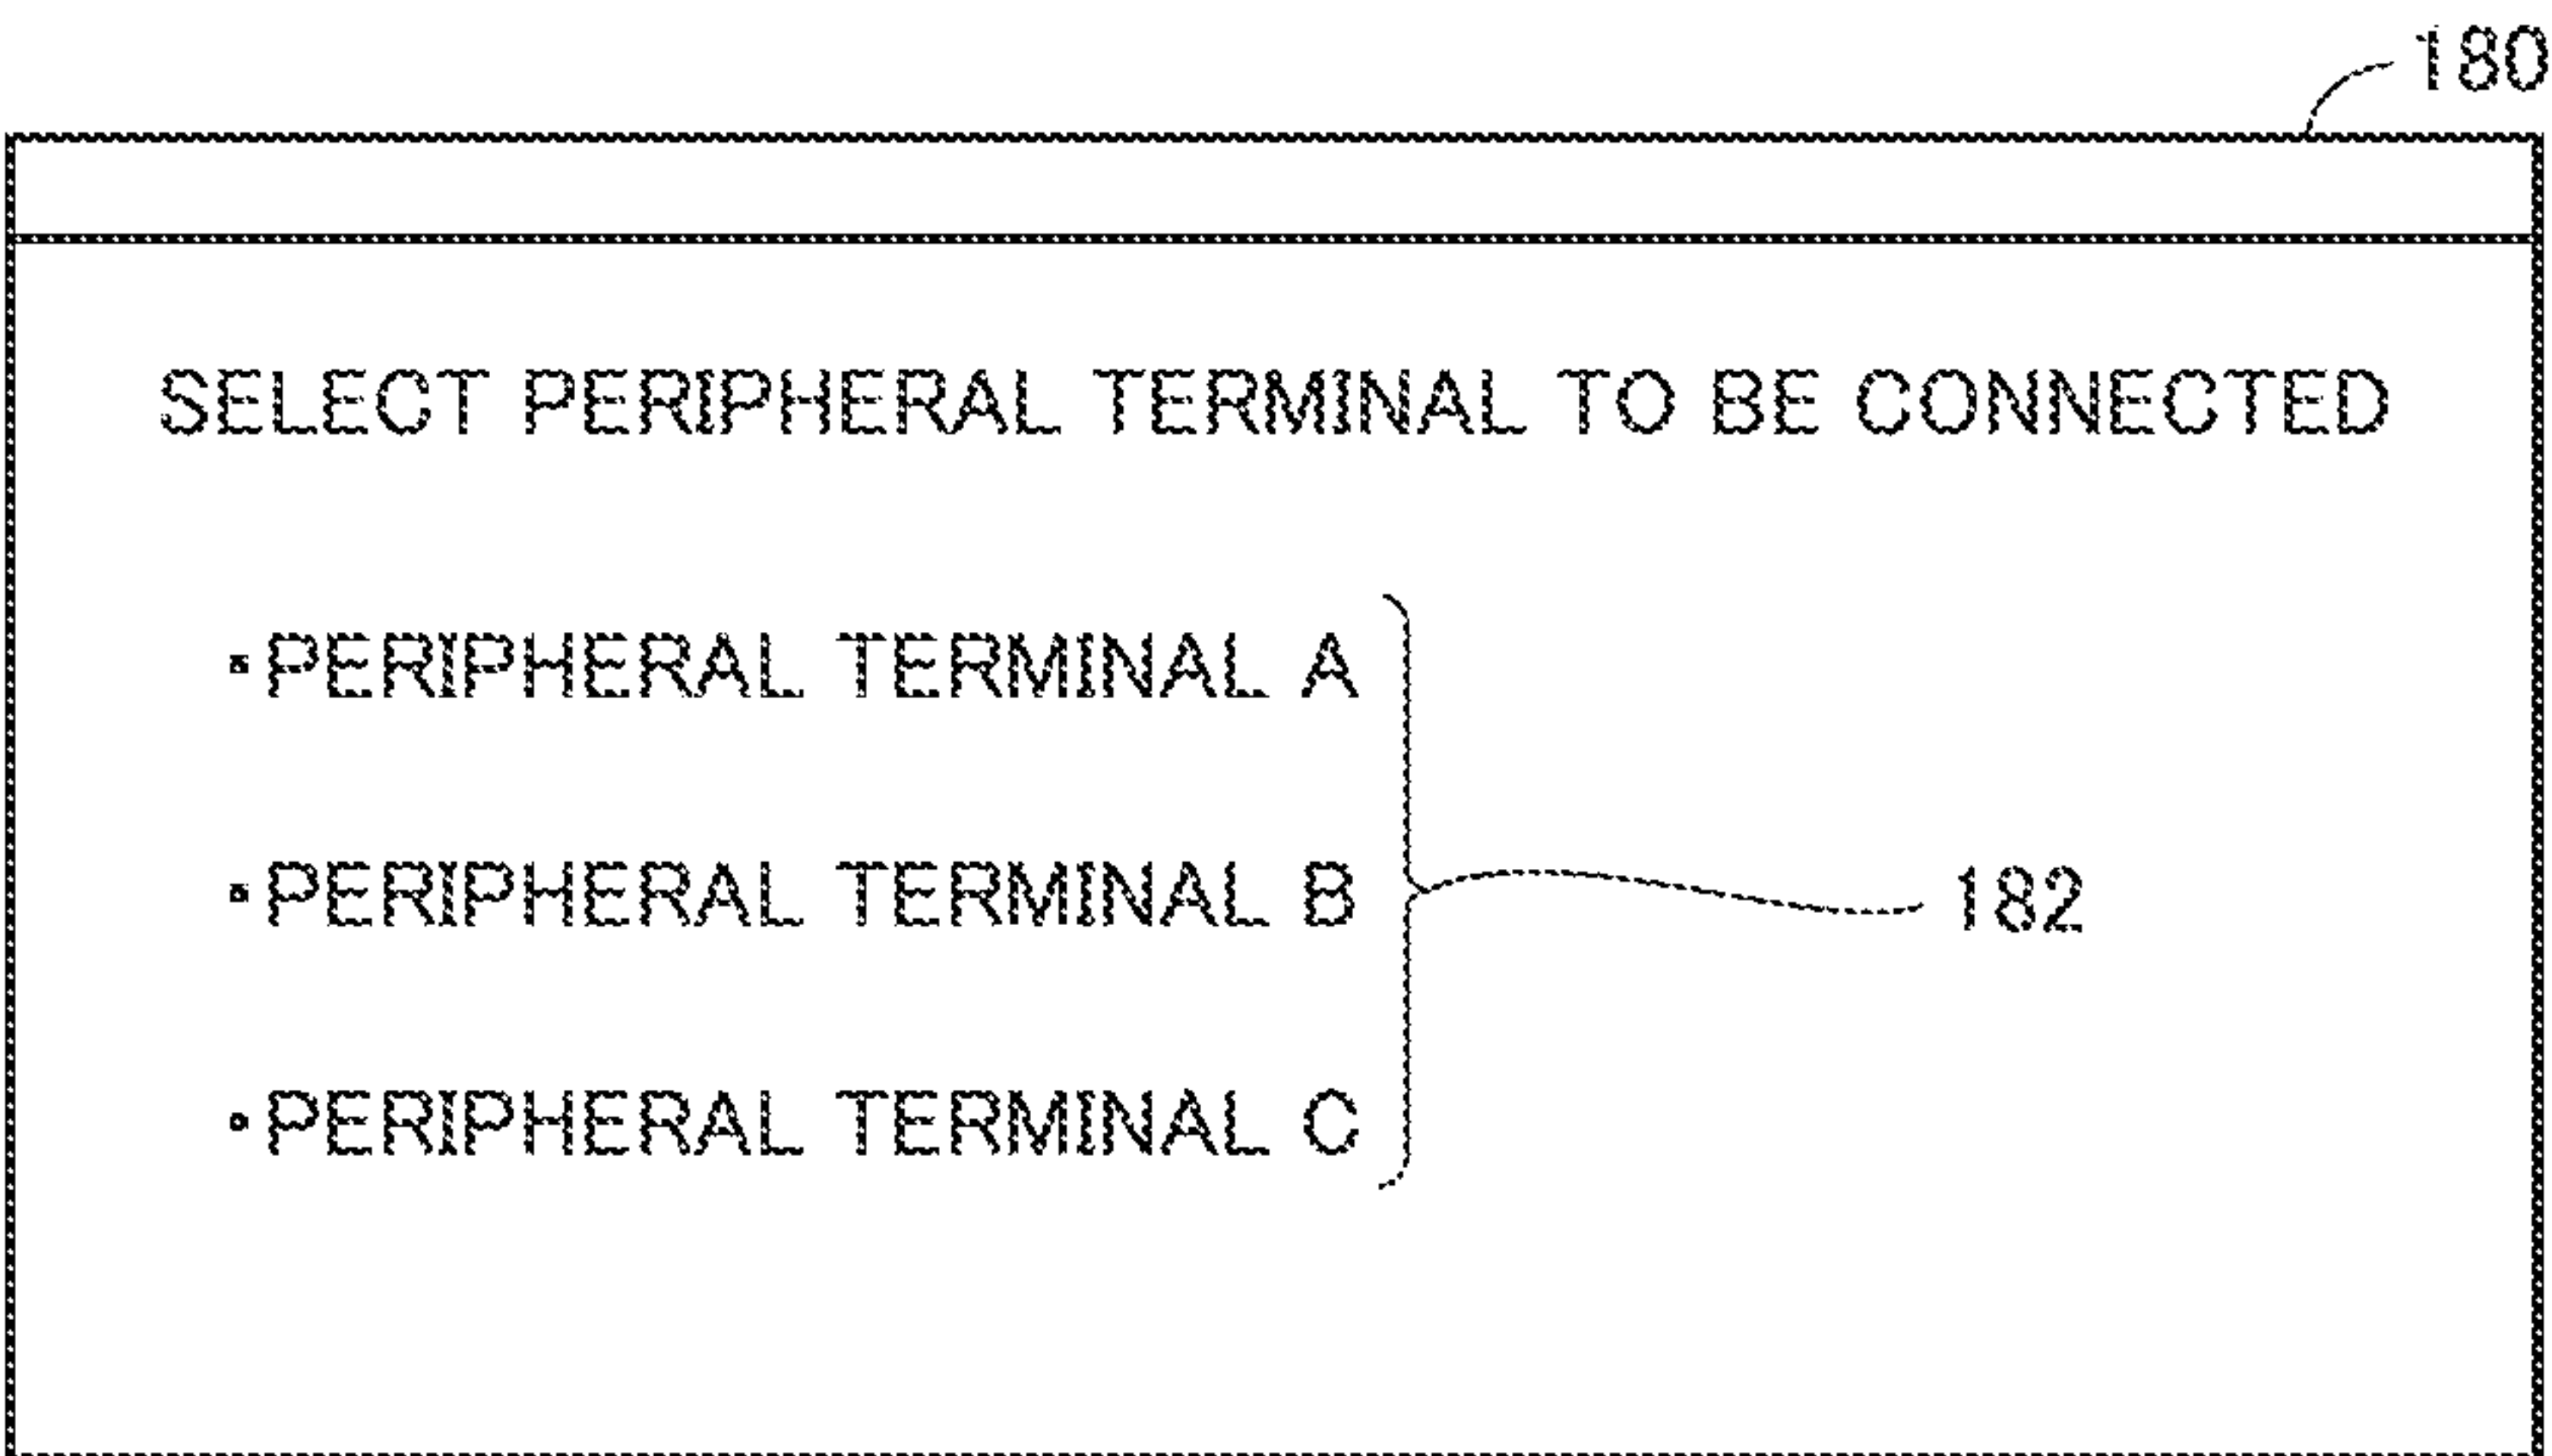 180
SELECT PERIPHERAL TERMINAL TO BE CONNECTED
▪PERIPHERAL TERMINAL A
▪PERIPHERAL TERMINAL B
182
▪PERIPHERAL TERMINAL C